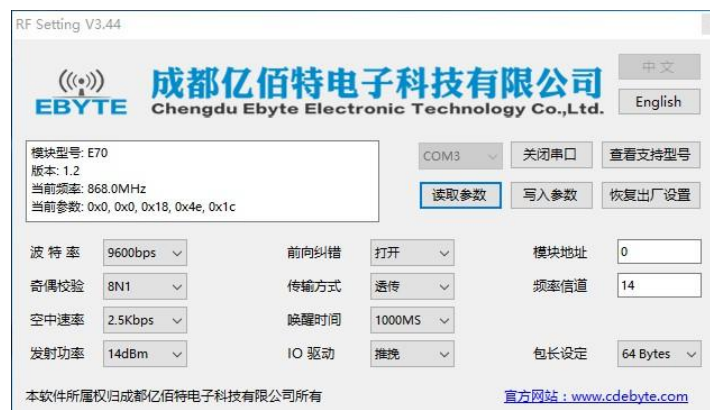 RF Setting V3.44
EBYTE
成都亿佰特电子科技有限公司
Chengdu Ebyte Electronic Technology Co.,Ltd.
中文
English
模块型号: E70
版本: 1.2
当前频率: 868.0MHz
当前参数: 0x0, 0x0, 0x18, 0x4e, 0x1c
COM3 关闭串口 查看支持型号
读取参数 写入参数 恢复出厂设置
波特率 9600bps 前向纠错 打开 模块地址 0
奇偶校验 8N1 传输方式 透传 频率信道 14
空中速率 2.5Kbps 唤醒时间 1000MS
发射功率 14dBm IO 驱动 推挽 包长设定 64 Bytes
本软件所属权归成都亿佰特电子科技有限公司所有 官方网站：www.cdebyte.com